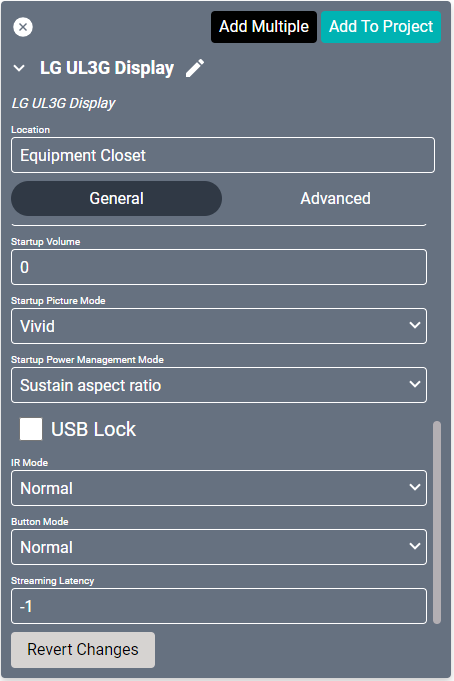 Add Multiple
Add To Project
LG UL3G Display
LG UL3G Display
Location
Equipment Closet
General
Advanced
Startup Volume
0
Startup Picture Mode
Vivid
Startup Power Management Mode
Sustain aspect ratio
USB Lock
IR Mode
Normal
Button Mode
Normal
Streaming Latency
-1
Revert Changes